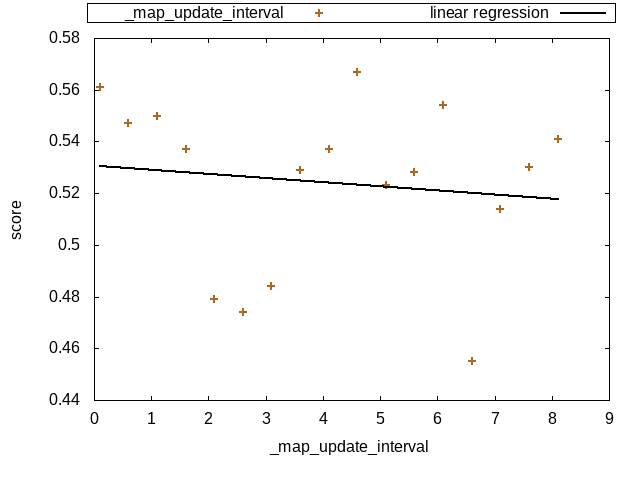 _map_update_interval linear regression
0.58
0.56
0.54
0.52
0.5
0.48
0.46
0.44
score
0 1 2 3 4 5 6 7 8 9
_map_update_interval